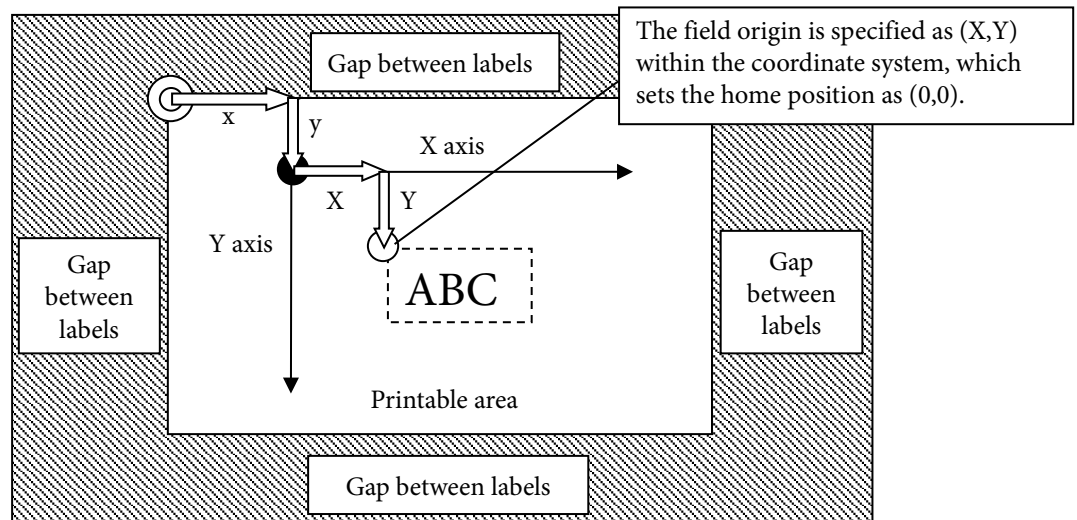 Gap between labels
The field origin is specified as (X,Y)
within the coordinate system, which
sets the home position as (0,0).
x
y
X axis
X
Y
Y axis
Gap
between
labels
ABC
Gap
between
labels
Printable area
Gap between labels